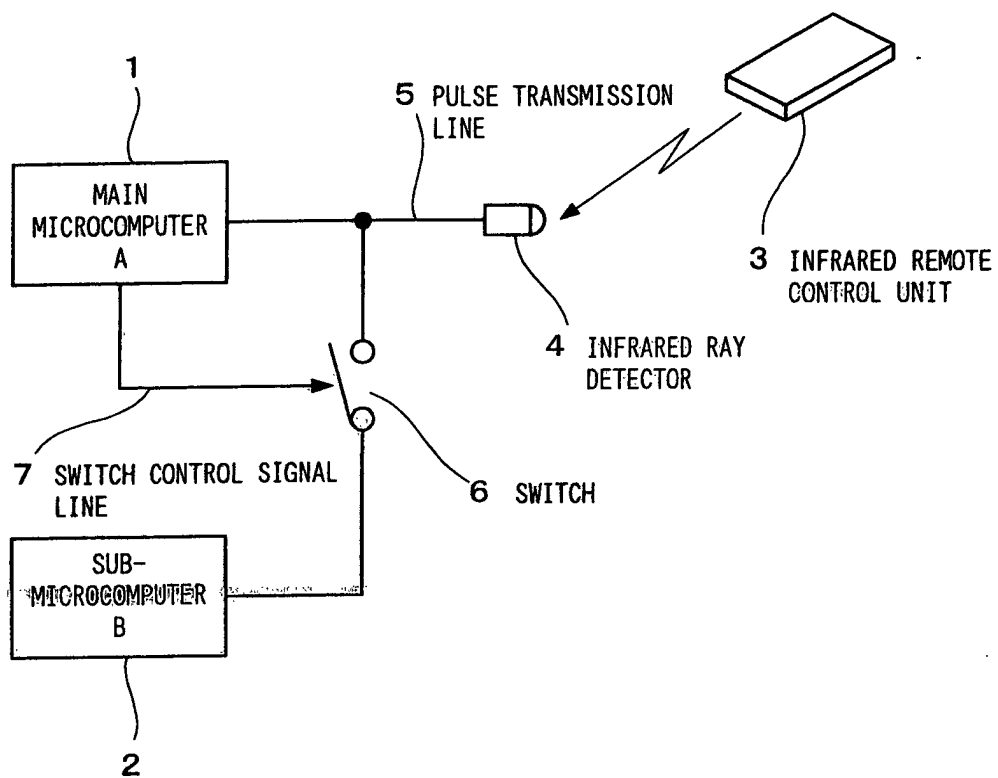 1
5 PULSE TRANSMISSION
LINE
MAIN
MICROCOMPUTER
A
3 INFRARED REMOTE
CONTROL UNIT
4 INFRARED RAY
DETECTOR
7 SWITCH CONTROL SIGNAL
LINE
6 SWITCH
SUB-
MICROCOMPUTER
B
2